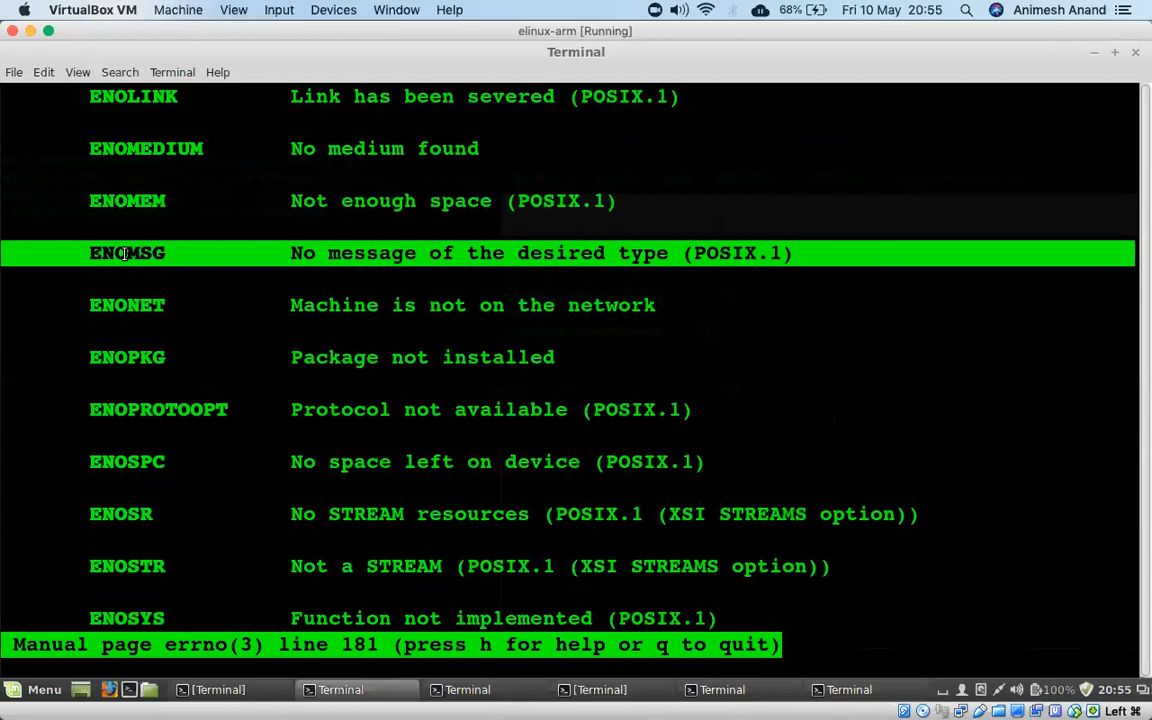 VirtualBox VM Machine View Input Devices Window Help 68% Fri 10 May 20:55 Animesh Anand
elinux-arm [Running]
Terminal
File Edit View Search Terminal Help
ENOLINK Link has been severed (POSIX.1)
ENOMEDIUM No medium found
ENOMEM Not enough space (POSIX.1)
ENOMSG No message of the desired type (POSIX.1)
ENONET Machine is not on the network
ENOPKG Package not installed
ENOPROTOOPT Protocol not available (POSIX.1)
ENOSPC No space left on device (POSIX.1)
ENOSR No STREAM resources (POSIX.1 (XSI STREAMS option))
ENOSTR Not a STREAM (POSIX.1 (XSI STREAMS option))
ENOSYS Function not implemented (POSIX.1)
Manual page errno(3) line 181 (press h for help or q to quit)
Menu [Terminal] Terminal Terminal [Terminal] Terminal Terminal 100% 20:55
Left ⌘